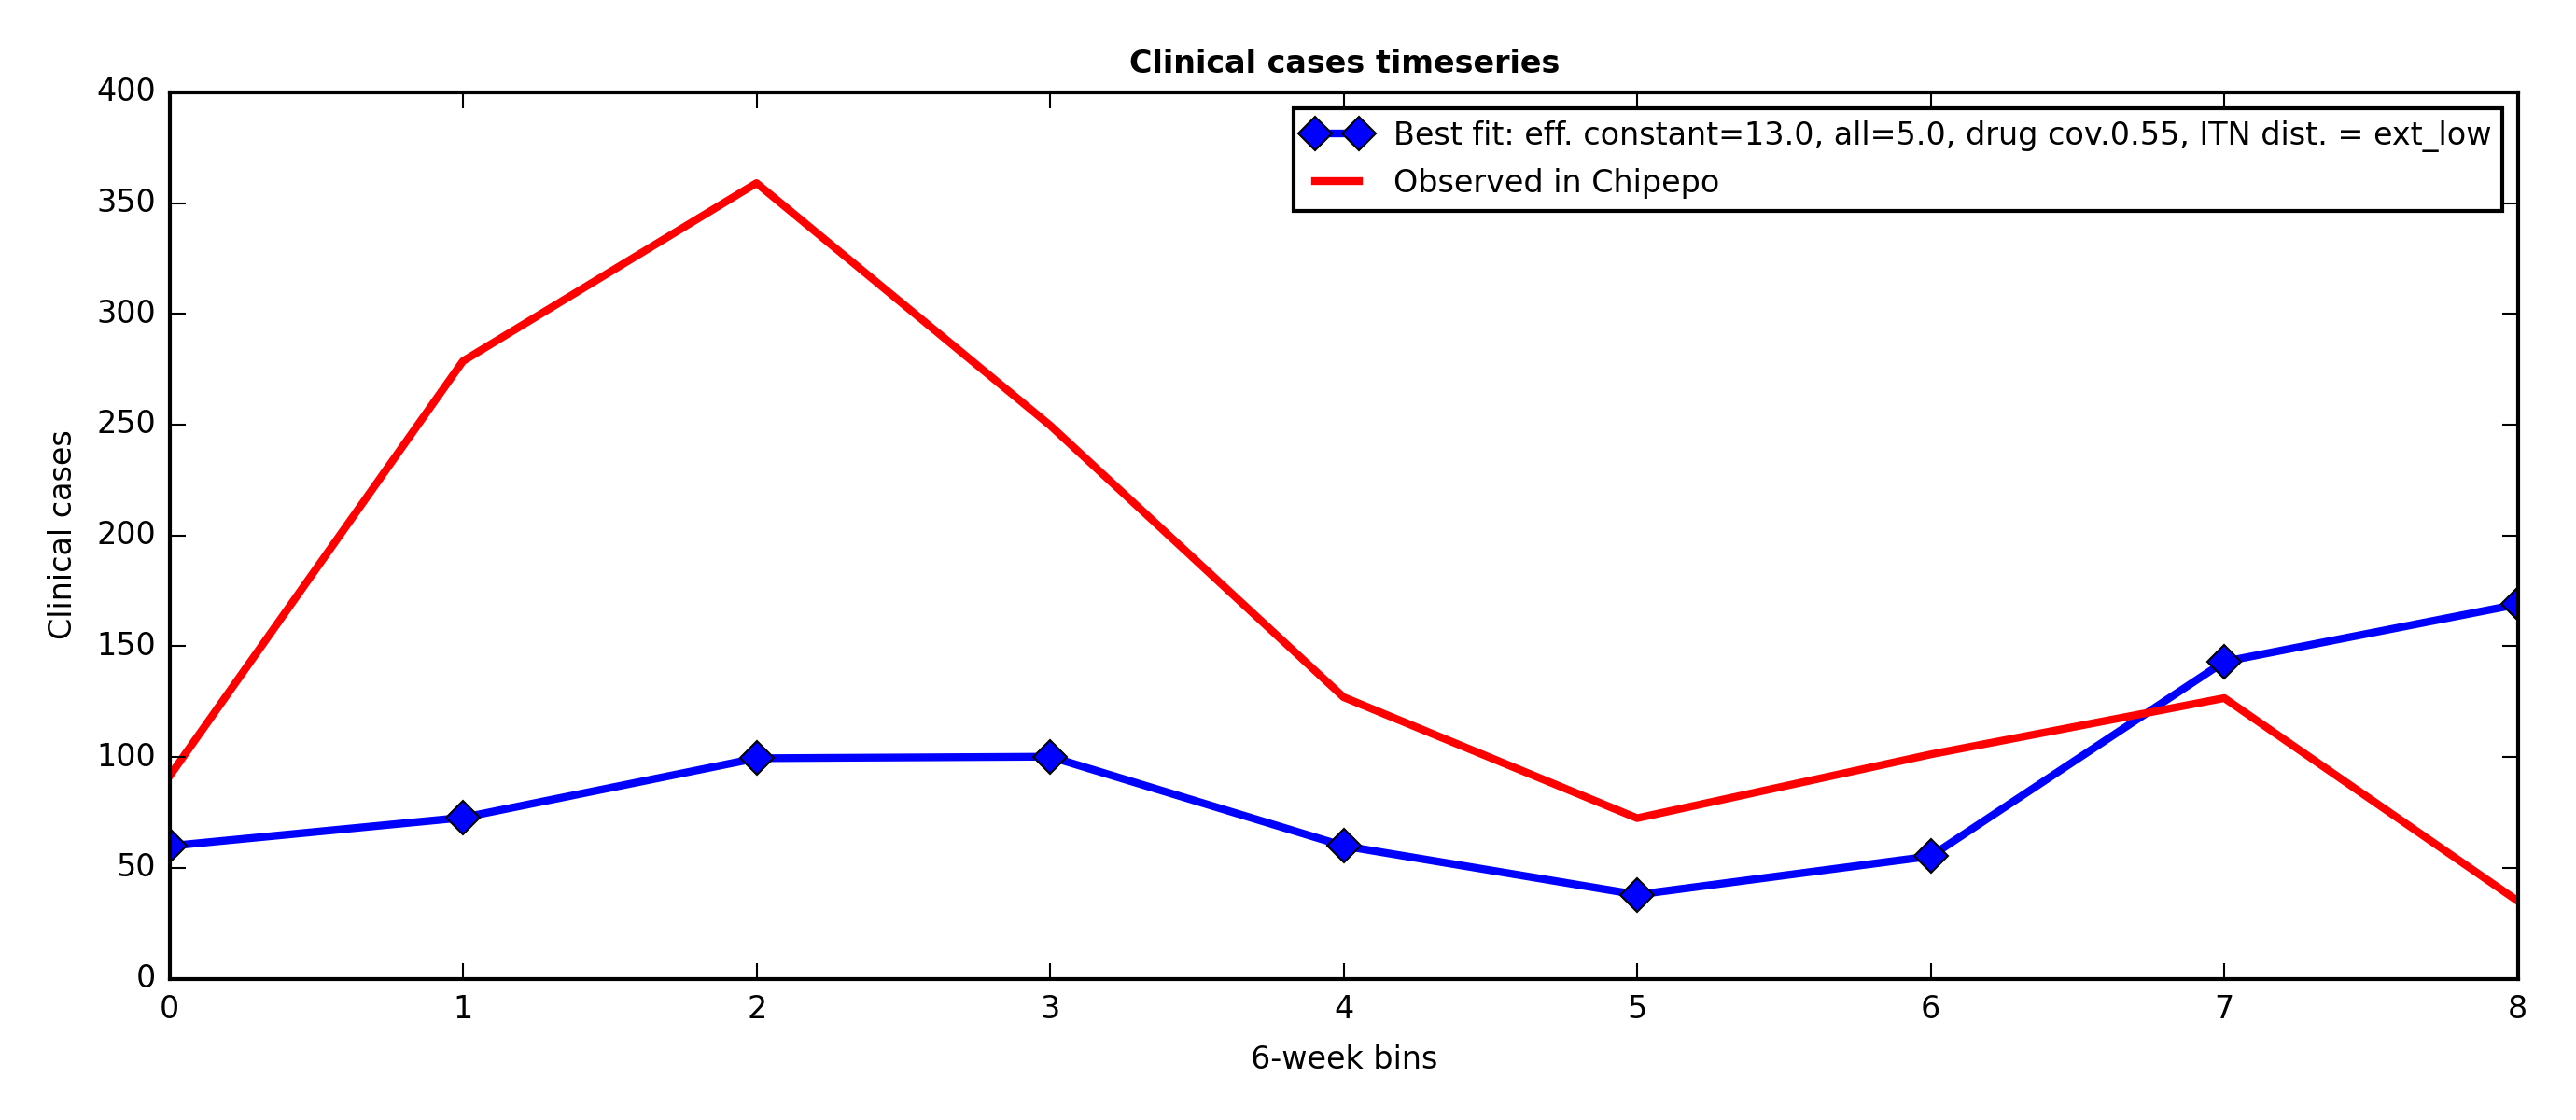 Clinical cases timeseries
400
350
300
250
200
150
100
50
0
Clinical cases
Best fit: eff. constant=13.0, all=5.0, drug cov.0.55, ITN dist. = ext_low
Observed in Chipepo
0 1 2 3 4 5 6 7 8
6-week bins